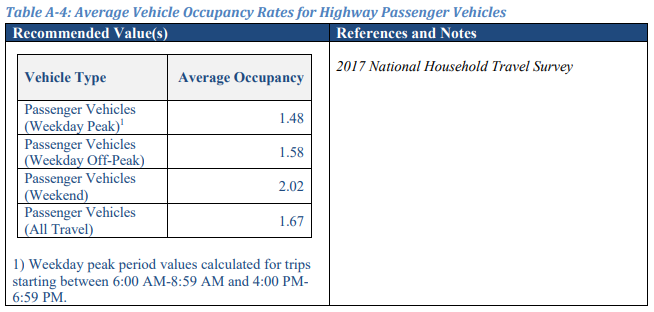 Table A-4: Average Vehicle Occupancy Rates for Highway Passenger Vehicles
Recommended Value(s) References and Notes
Vehicle Type Average Occupancy
Passenger Vehicles
(Weekday Peak)1 1.48
Passenger Vehicles
(Weekday Off-Peak) 1.58
Passenger Vehicles
(Weekend) 2.02
Passenger Vehicles
(All Travel) 1.67
1) Weekday peak period values calculated for trips
starting between 6:00 AM-8:59 AM and 4:00 PM-
6:59 PM.
2017 National Household Travel Survey